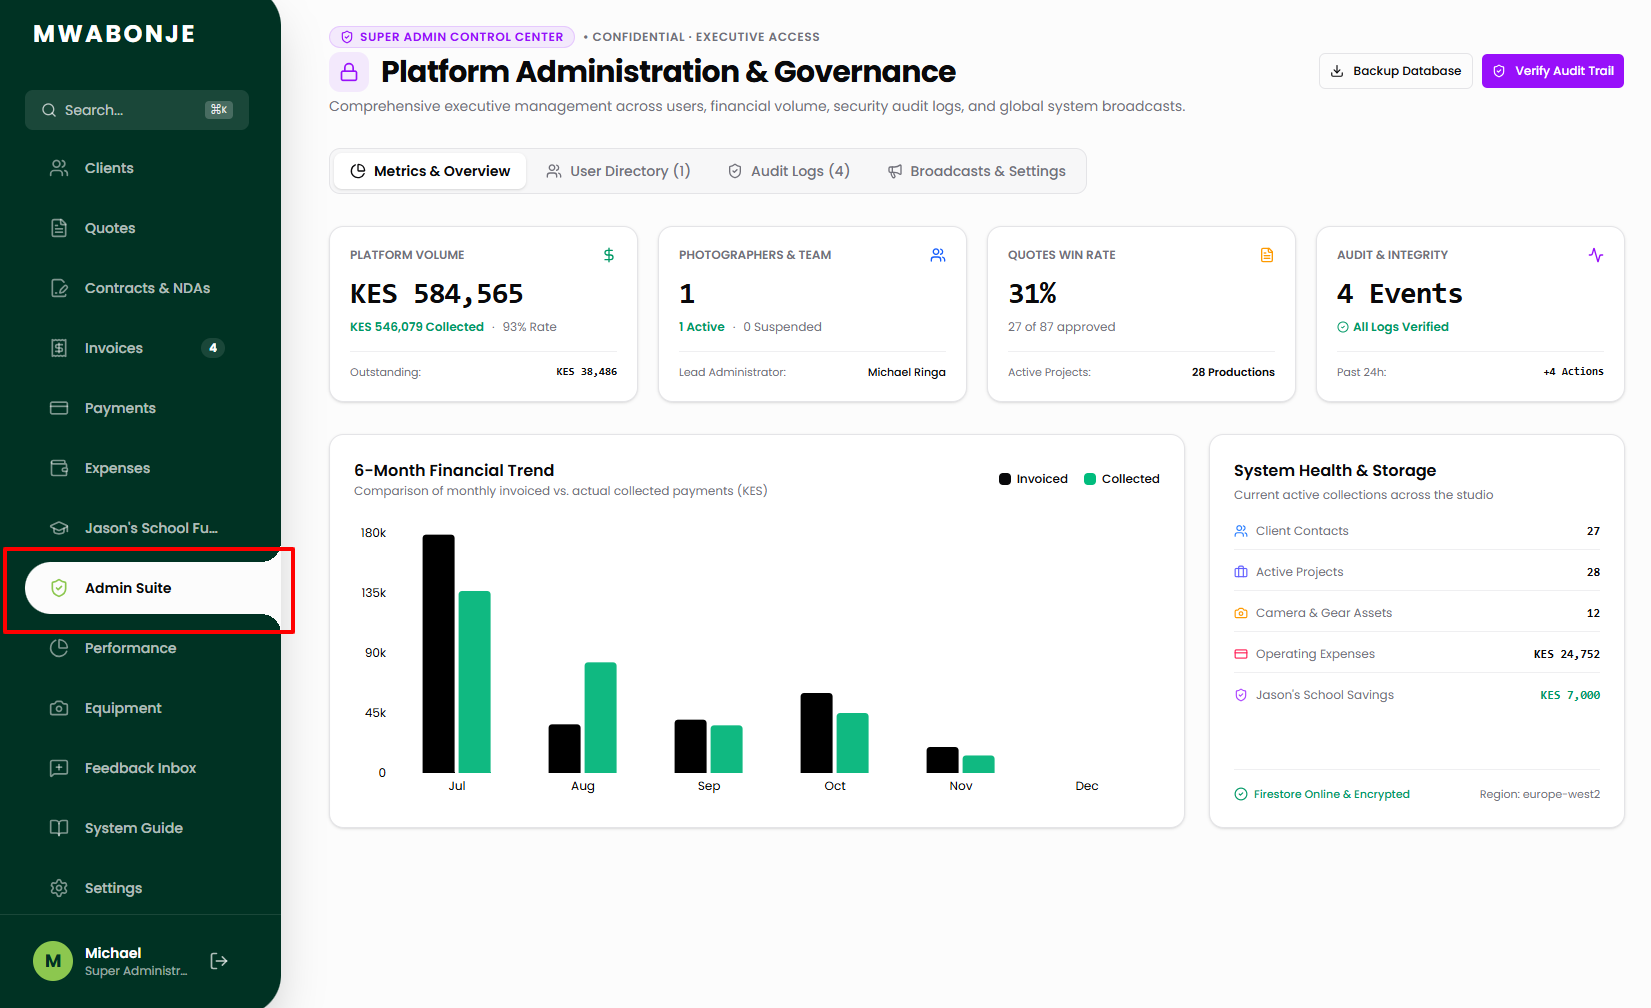 MWABONJE
Search...
⌘K
Clients
Quotes
Contracts & NDAs
Invoices
4
Payments
Expenses
Jason's School Fu...
Admin Suite
Performance
Equipment
Feedback Inbox
System Guide
Settings
M
Michael
Super Administr...
SUPER ADMIN CONTROL CENTER
• CONFIDENTIAL · EXECUTIVE ACCESS
Platform Administration & Governance
Comprehensive executive management across users, financial volume, security audit logs, and global system broadcasts.
Backup Database
Verify Audit Trail
Metrics & Overview
User Directory (1)
Audit Logs (4)
Broadcasts & Settings
PLATFORM VOLUME
KES 584,565
KES 546,079 Collected · 93% Rate
Outstanding: KES 38,486
PHOTOGRAPHERS & TEAM
1
1 Active · 0 Suspended
Lead Administrator: Michael Ringa
QUOTES WIN RATE
31%
27 of 87 approved
Active Projects: 28 Productions
AUDIT & INTEGRITY
4 Events
All Logs Verified
Past 24h: +4 Actions
6-Month Financial Trend
Comparison of monthly invoiced vs. actual collected payments (KES)
Invoiced
Collected
180k
135k
90k
45k
0
Jul
Aug
Sep
Oct
Nov
Dec
System Health & Storage
Current active collections across the studio
Client Contacts 27
Active Projects 28
Camera & Gear Assets 12
Operating Expenses KES 24,752
Jason's School Savings KES 7,000
Firestore Online & Encrypted
Region: europe-west2